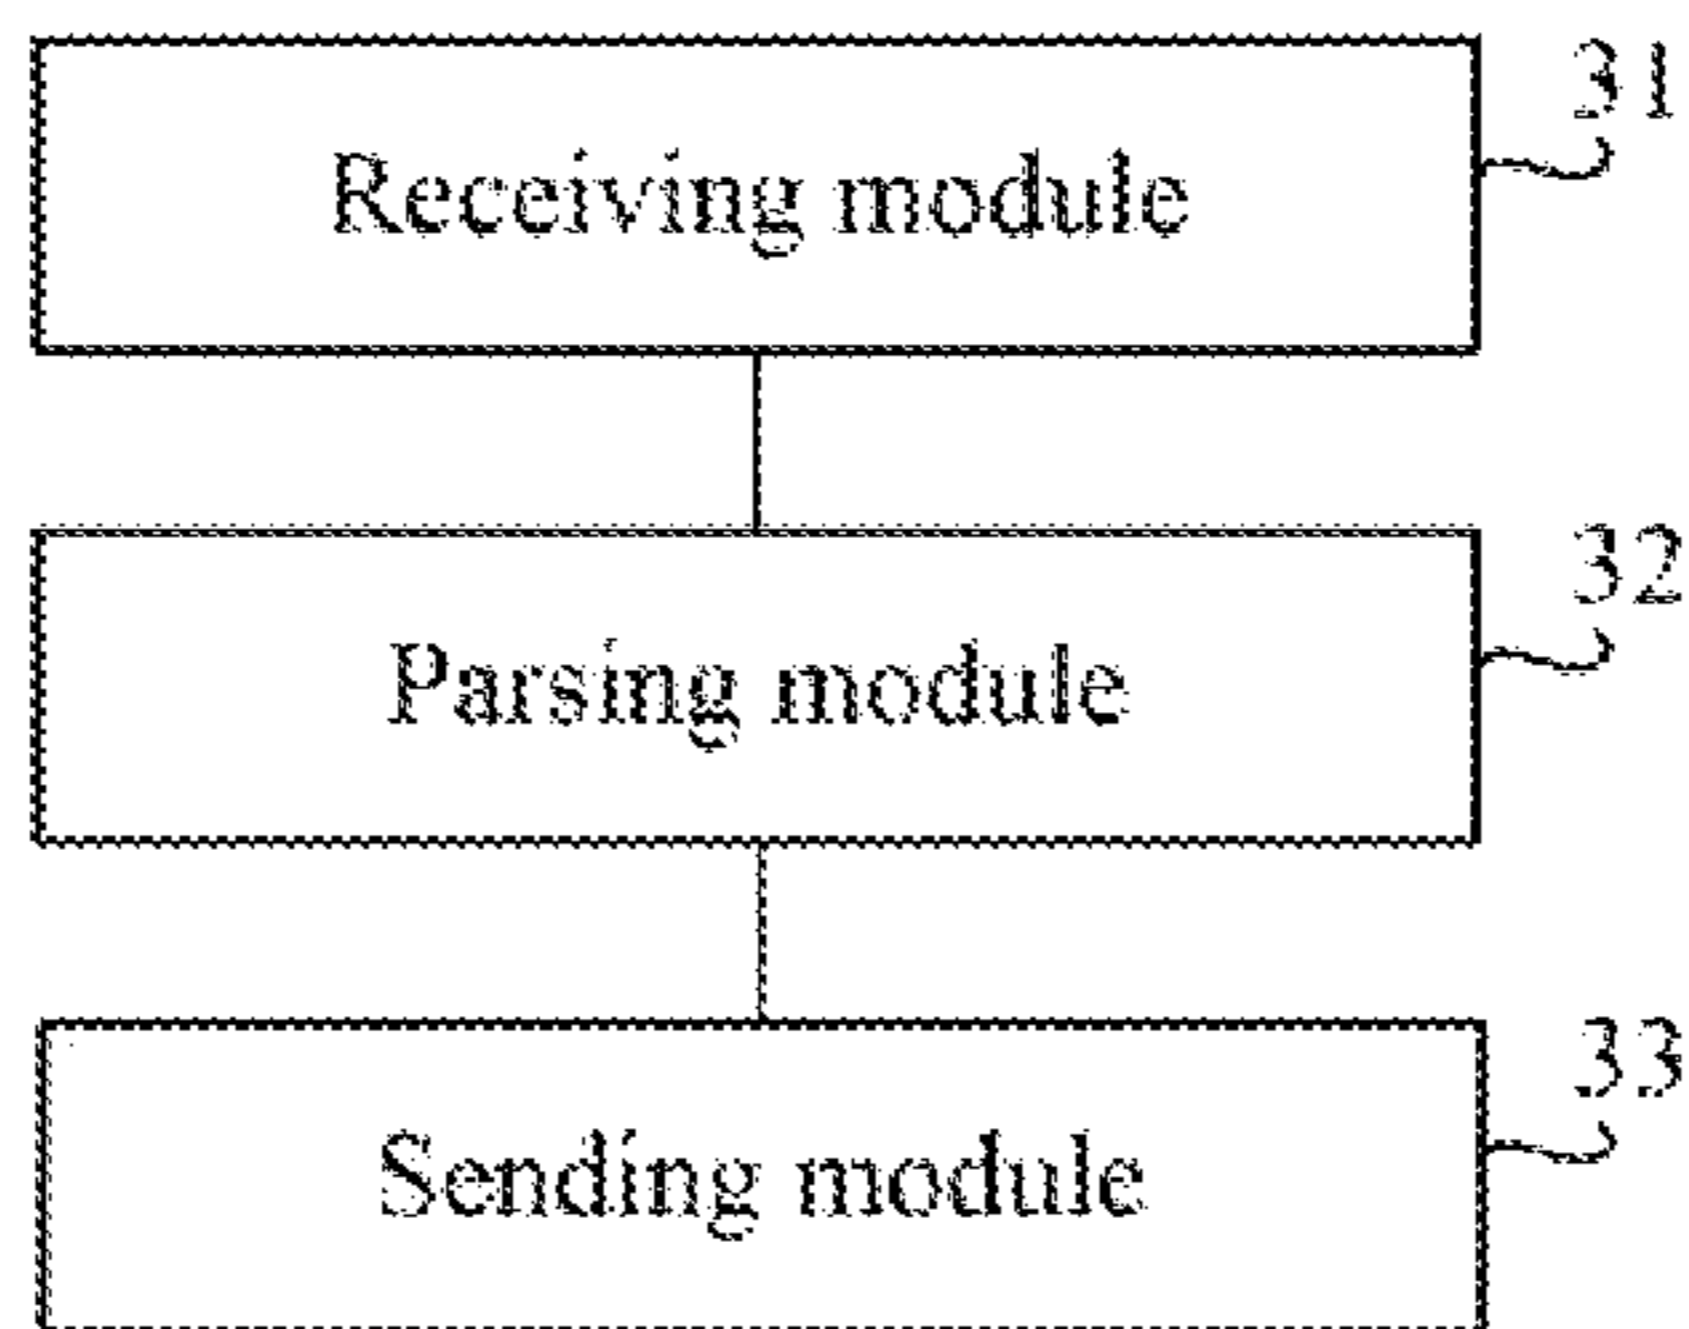 31
Receiving module
32
Parsing module
33
Sending module